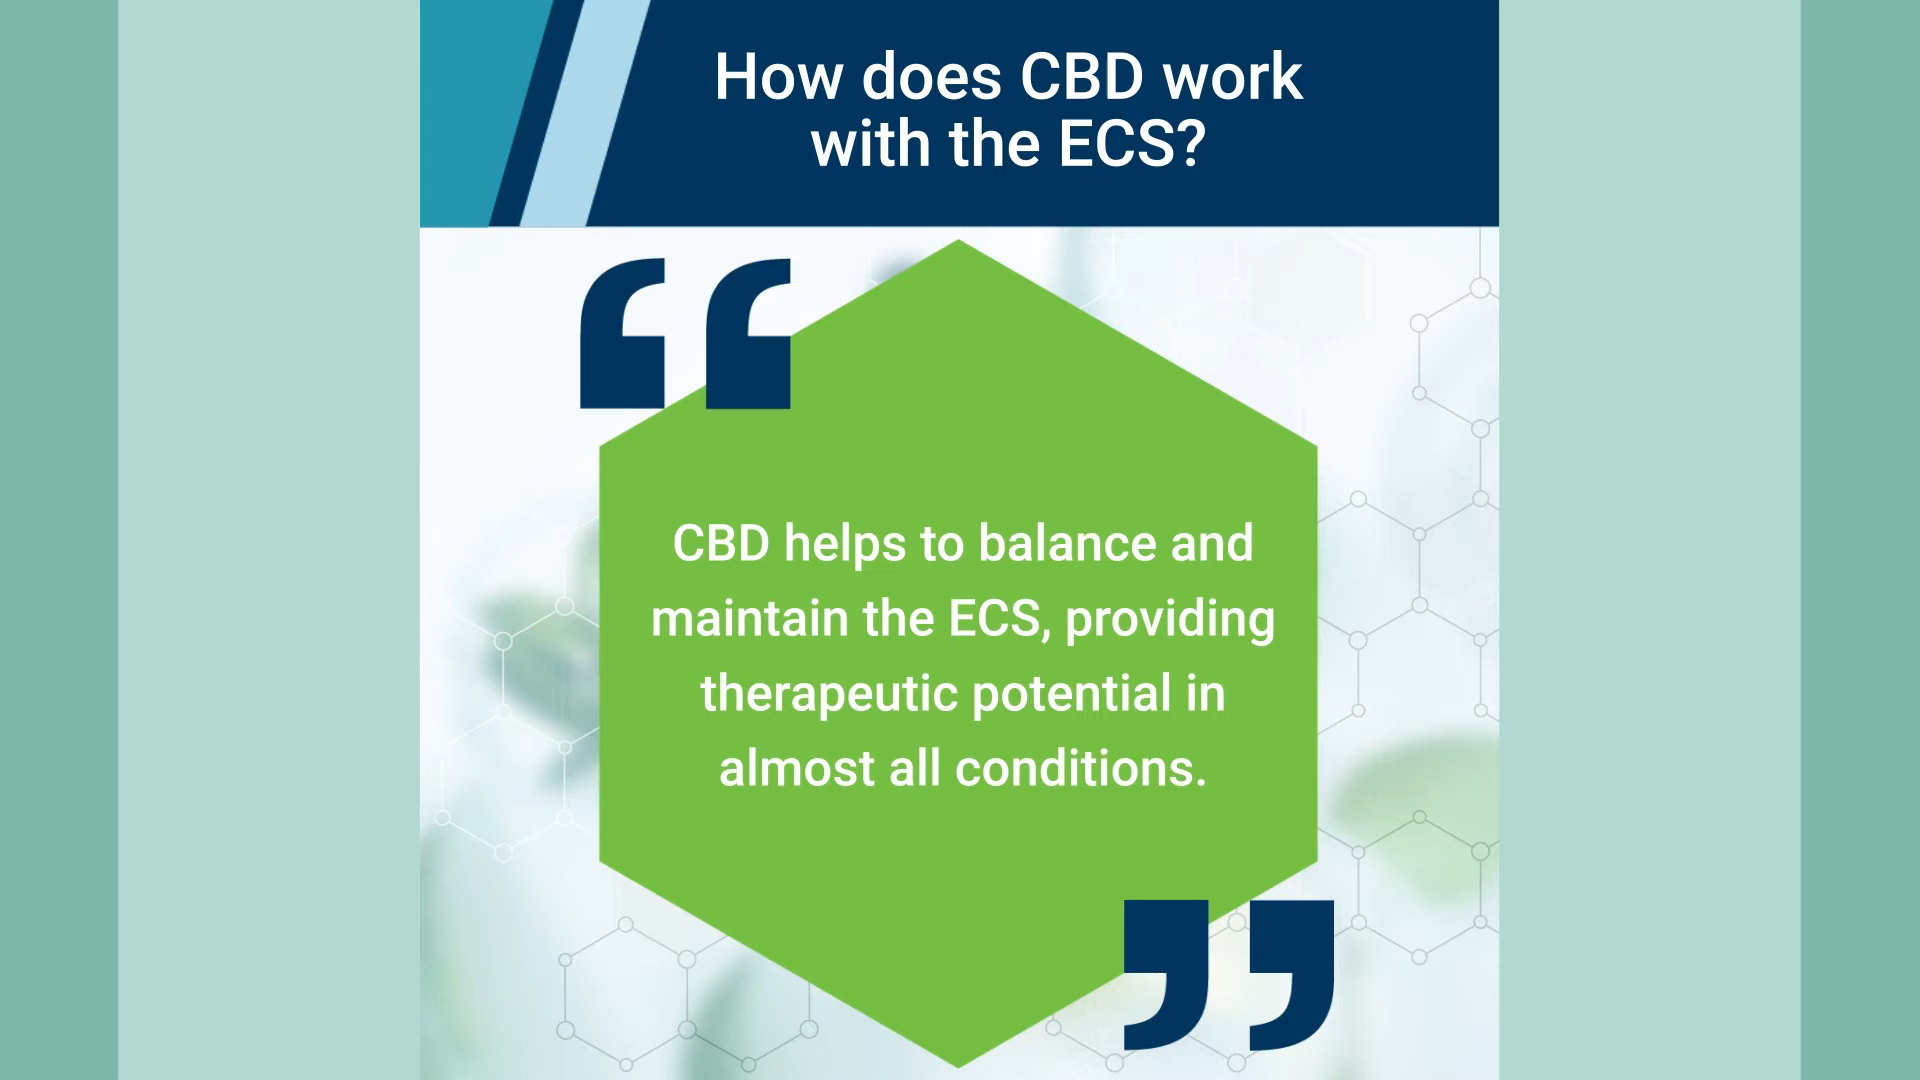 How does CBD work
with the ECS?
“
CBD helps to balance and
maintain the ECS, providing
therapeutic potential in
almost all conditions.
”